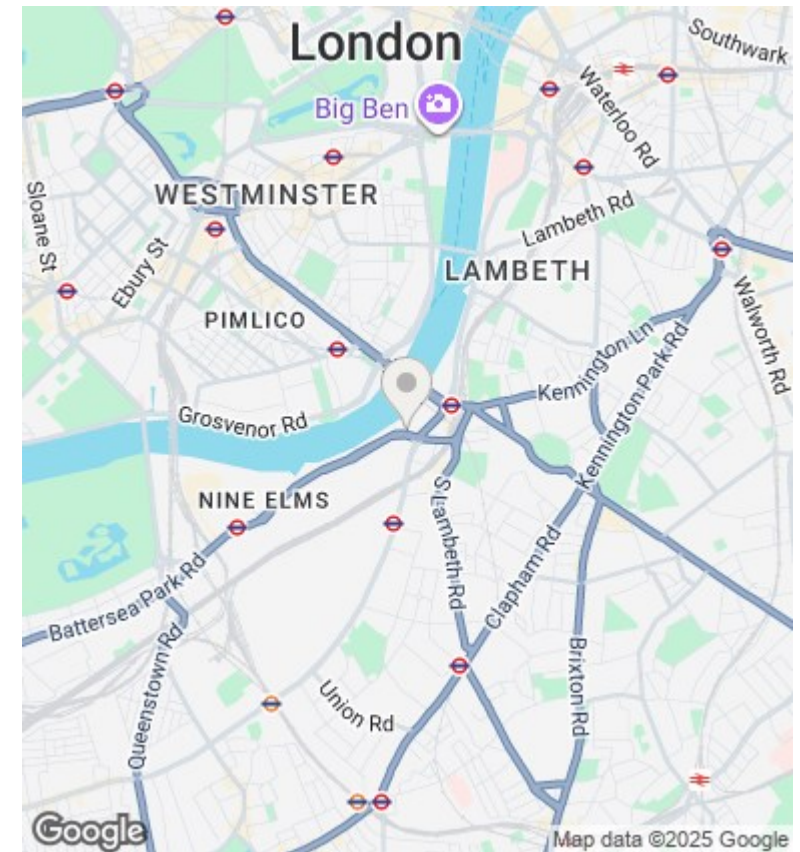 London
Southwark
Big Ben
Waterloo Rd
Sloane St
WESTMINSTER
Lambeth Rd
Ebury St
LAMBETH
PIMLICO
Walworth Rd
Kennington Ln
Kennington Park Rd
Grosvenor Rd
NINE ELMS
S Lambeth Rd
Clapham Rd
Battersea Park Rd
Queenstown Rd
Brixton Rd
Union Rd
Google
Map data ©2025 Google